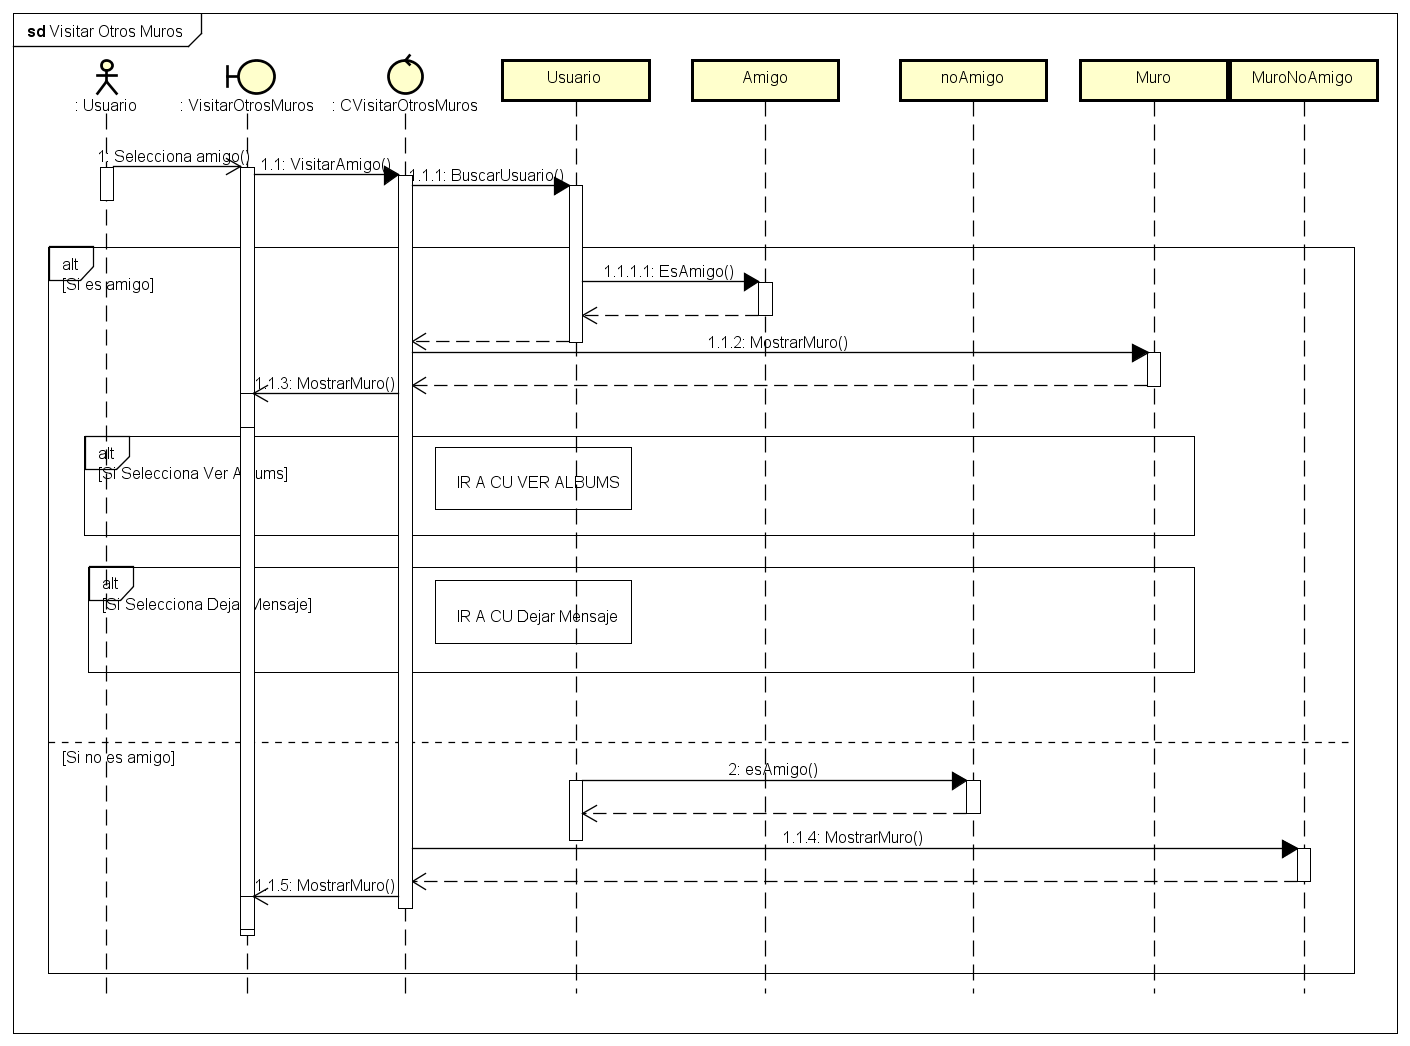 sd Visitar Otros Muros
: Usuario
: VisitarOtrosMuros
: CVisitarOtrosMuros
Usuario
Amigo
noAmigo
Muro
MuroNoAmigo
1: Selecciona amigo()
1.1: VisitarAmigo()
1.1.1: BuscarUsuario()
alt
[Si es amigo]
1.1.1.1: EsAmigo()
1.1.2: MostrarMuro()
1.1.3: MostrarMuro()
alt
[Si Selecciona Ver Albums]
IR A CU VER ALBUMS
alt
[Si Selecciona Dejar Mensaje]
IR A CU Dejar Mensaje
[Si no es amigo]
2: esAmigo()
1.1.4: MostrarMuro()
1.1.5: MostrarMuro()